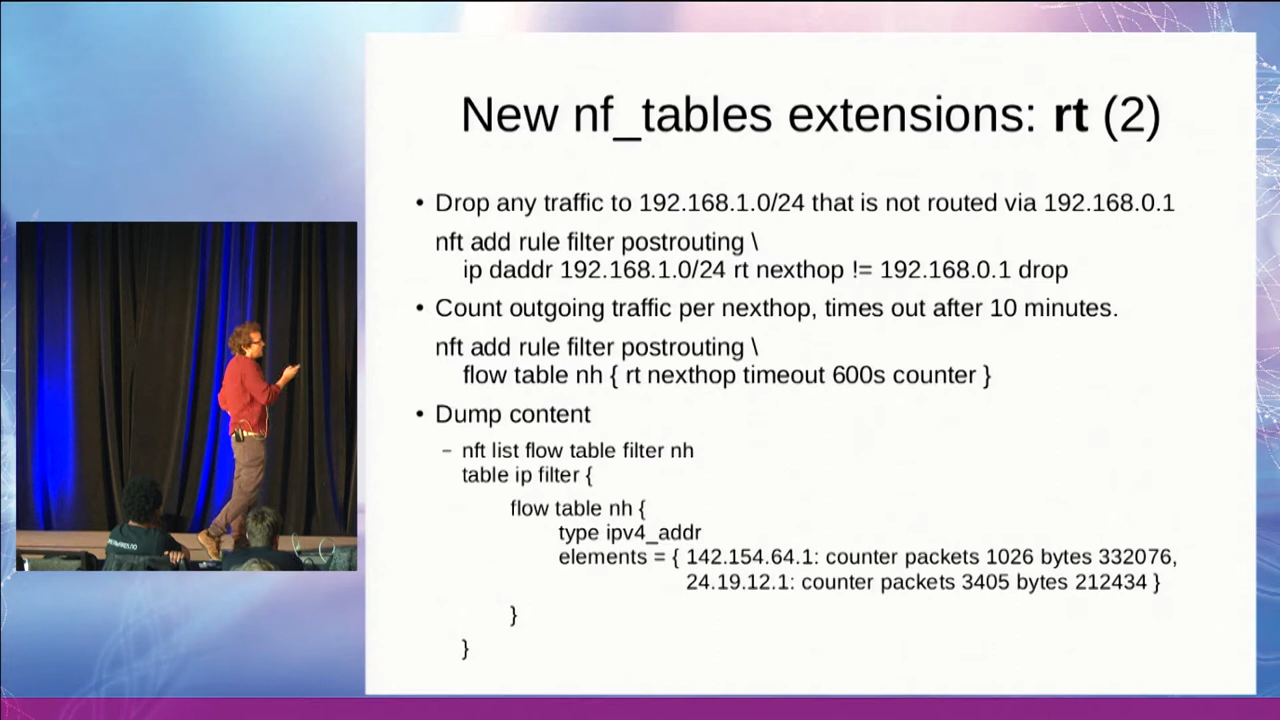 New nf_tables extensions: rt (2)
• Drop any traffic to 192.168.1.0/24 that is not routed via 192.168.0.1
nft add rule filter postrouting \
ip daddr 192.168.1.0/24 rt nexthop != 192.168.0.1 drop
• Count outgoing traffic per nexthop, times out after 10 minutes.
nft add rule filter postrouting \
flow table nh { rt nexthop timeout 600s counter }
• Dump content
– nft list flow table filter nh
table ip filter {
flow table nh {
type ipv4_addr
elements = { 142.154.64.1: counter packets 1026 bytes 332076,
24.19.12.1: counter packets 3405 bytes 212434 }
}
}